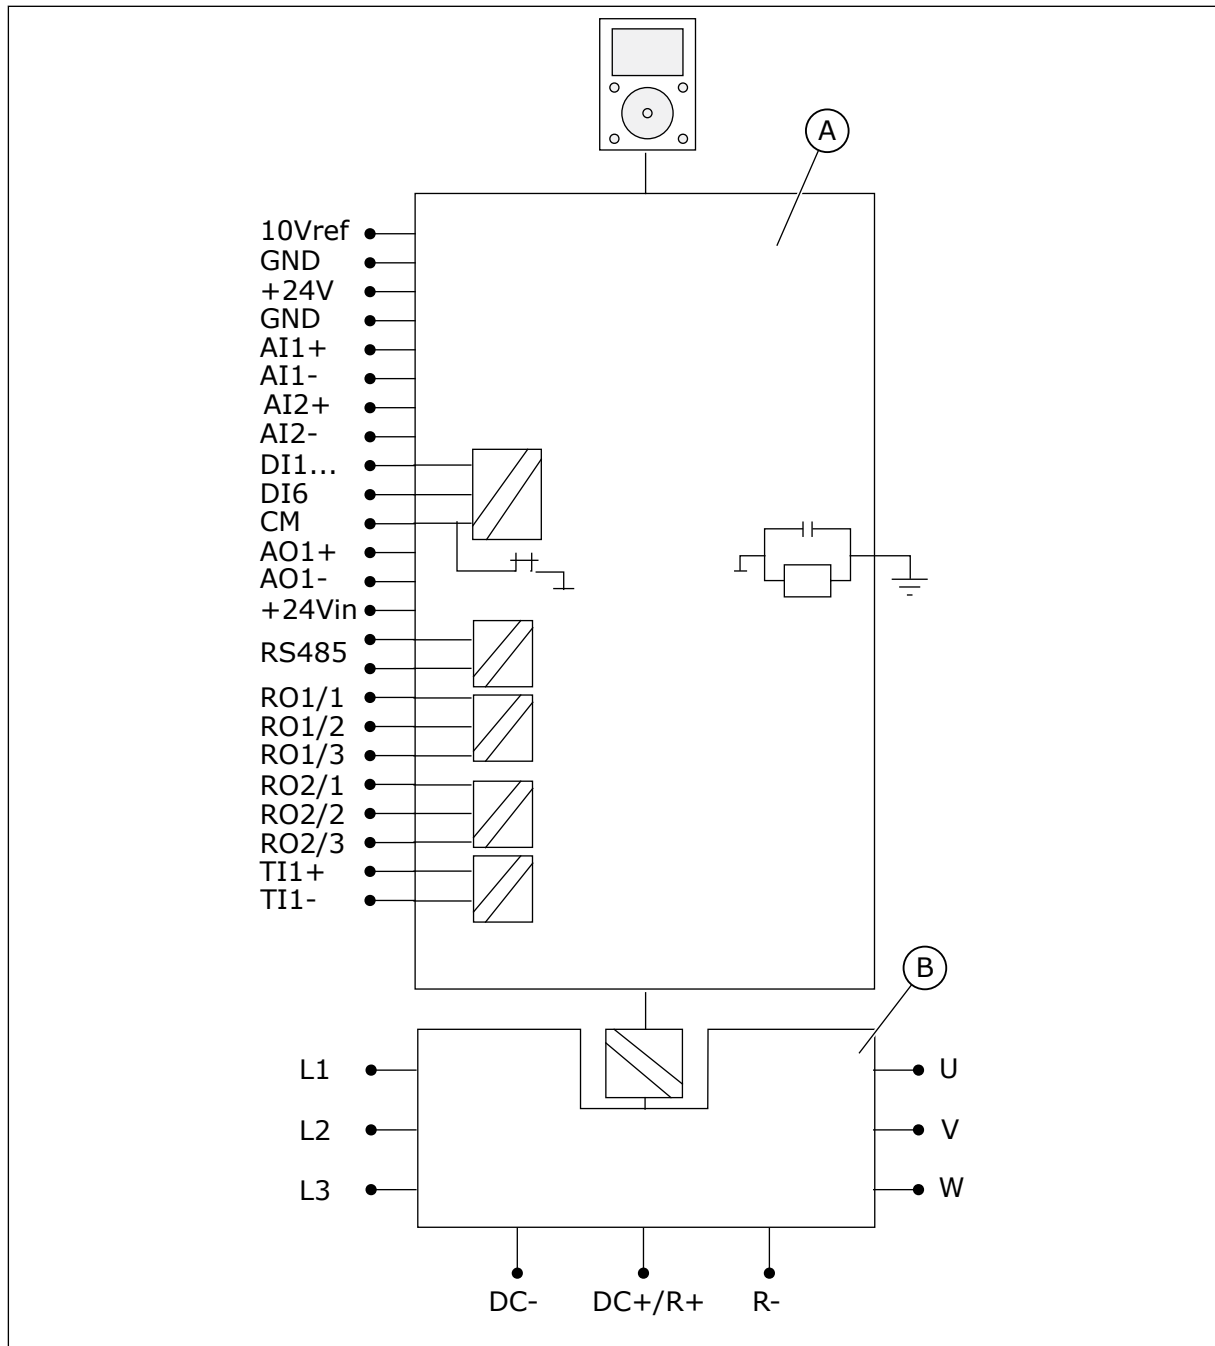 A
10Vref
GND
+24V
GND
AI1+
AI1-
AI2+
AI2-
DI1...
DI6
CM
AO1+
AO1-
+24Vin
RS485
RO1/1
RO1/2
RO1/3
RO2/1
RO2/2
RO2/3
TI1+
TI1-
B
L1
U
L2
V
L3
W
DC-
DC+/R+
R-